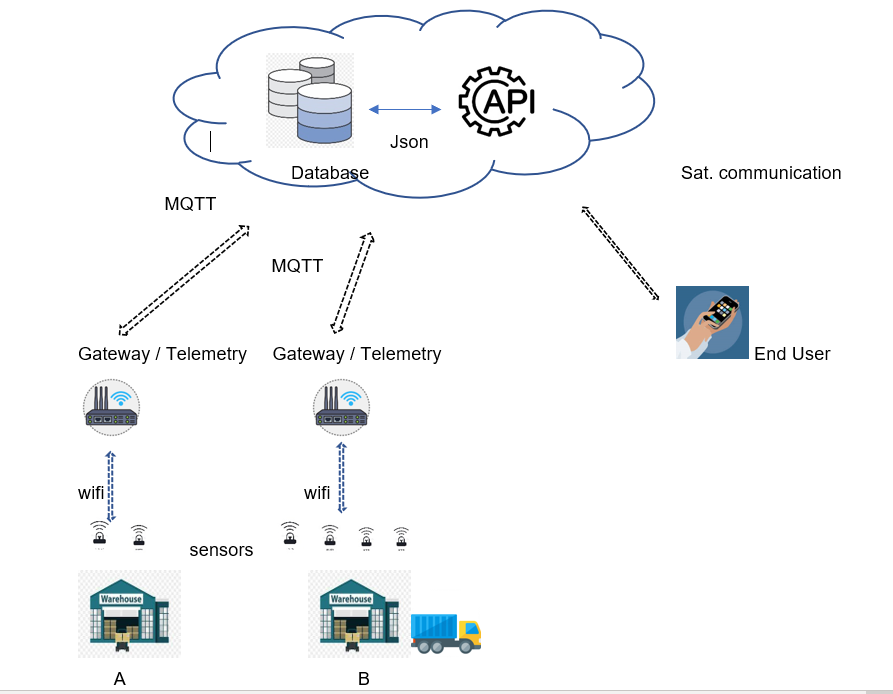 API
Json
Database
Sat. communication
MQTT
MQTT
Gateway / Telemetry
Gateway / Telemetry
End User
wifi
wifi
sensors
Warehouse
Warehouse
A
B